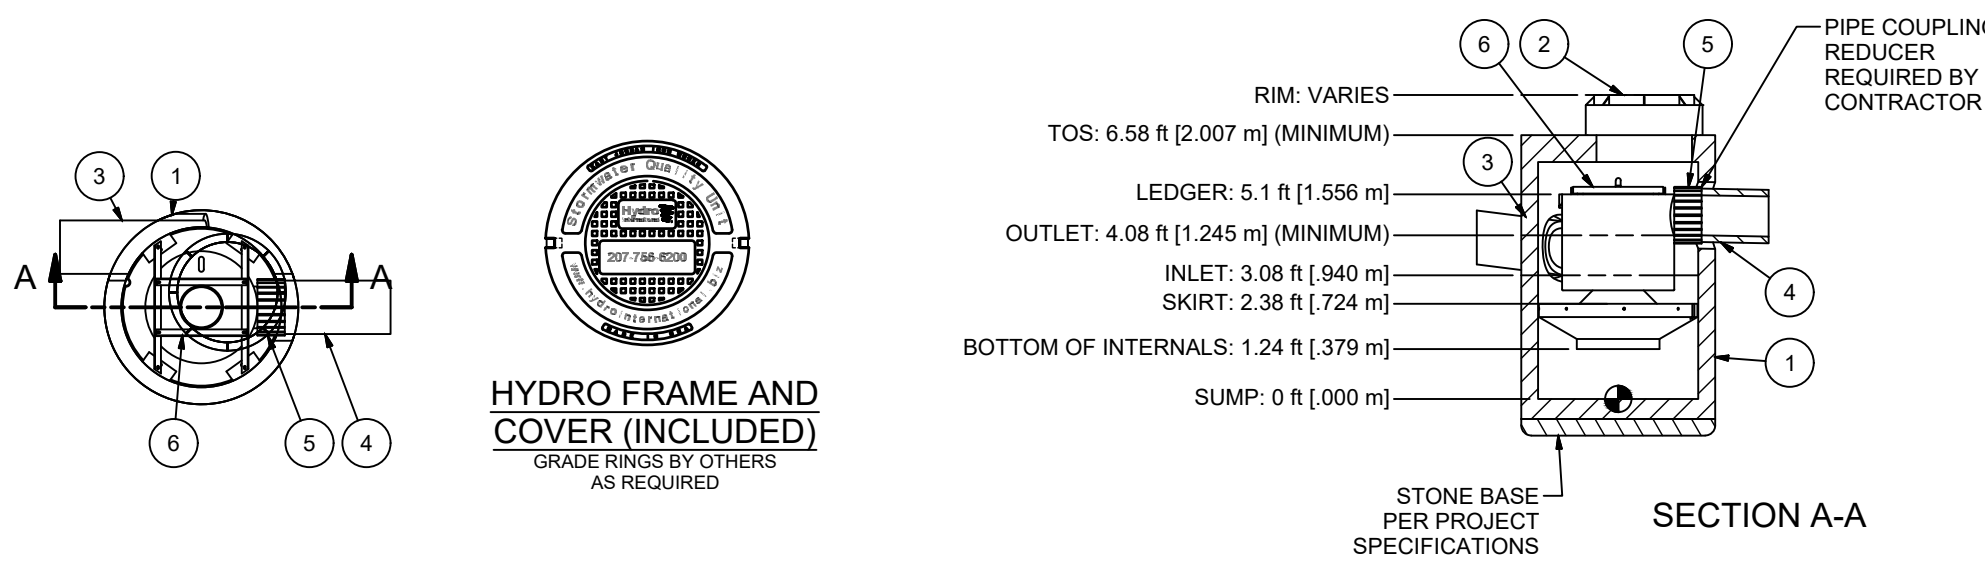 3
1
A
A
6
5
4
Stormwater Quality Unit
Hydro
International
207-756-6200
www.hydrointernational.biz
HYDRO FRAME AND
COVER (INCLUDED)
GRADE RINGS BY OTHERS
AS REQUIRED
6
2
5
PIPE COUPLING
REDUCER
REQUIRED BY
CONTRACTOR
RIM: VARIES
TOS: 6.58 ft [2.007 m] (MINIMUM)
3
LEDGER: 5.1 ft [1.556 m]
OUTLET: 4.08 ft [1.245 m] (MINIMUM)
INLET: 3.08 ft [.940 m]
SKIRT: 2.38 ft [.724 m]
4
BOTTOM OF INTERNALS: 1.24 ft [.379 m]
1
SUMP: 0 ft [.000 m]
STONE BASE
PER PROJECT
SPECIFICATIONS
SECTION A-A